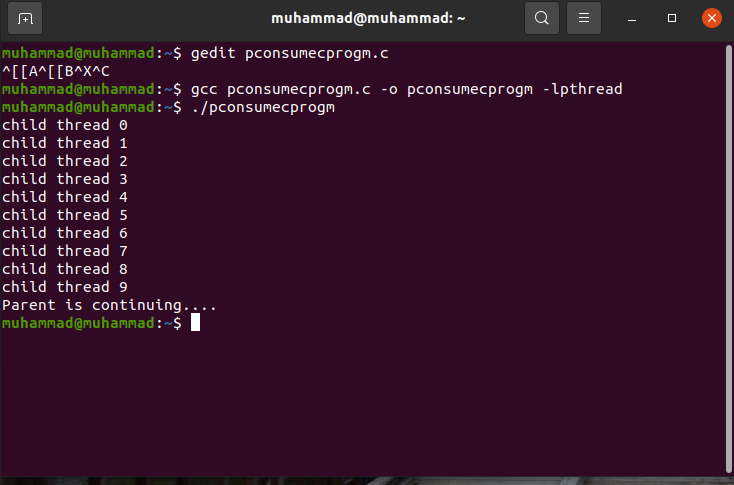 muhammad@muhammad: ~
muhammad@muhammad:~$ gedit pconsumecprogm.c
^[[A^[[B^X^C
muhammad@muhammad:~$ gcc pconsumecprogm.c -o pconsumecprogm -lpthread
muhammad@muhammad:~$ ./pconsumecprogm
child thread 0
child thread 1
child thread 2
child thread 3
child thread 4
child thread 5
child thread 6
child thread 7
child thread 8
child thread 9
Parent is continuing....
muhammad@muhammad:~$